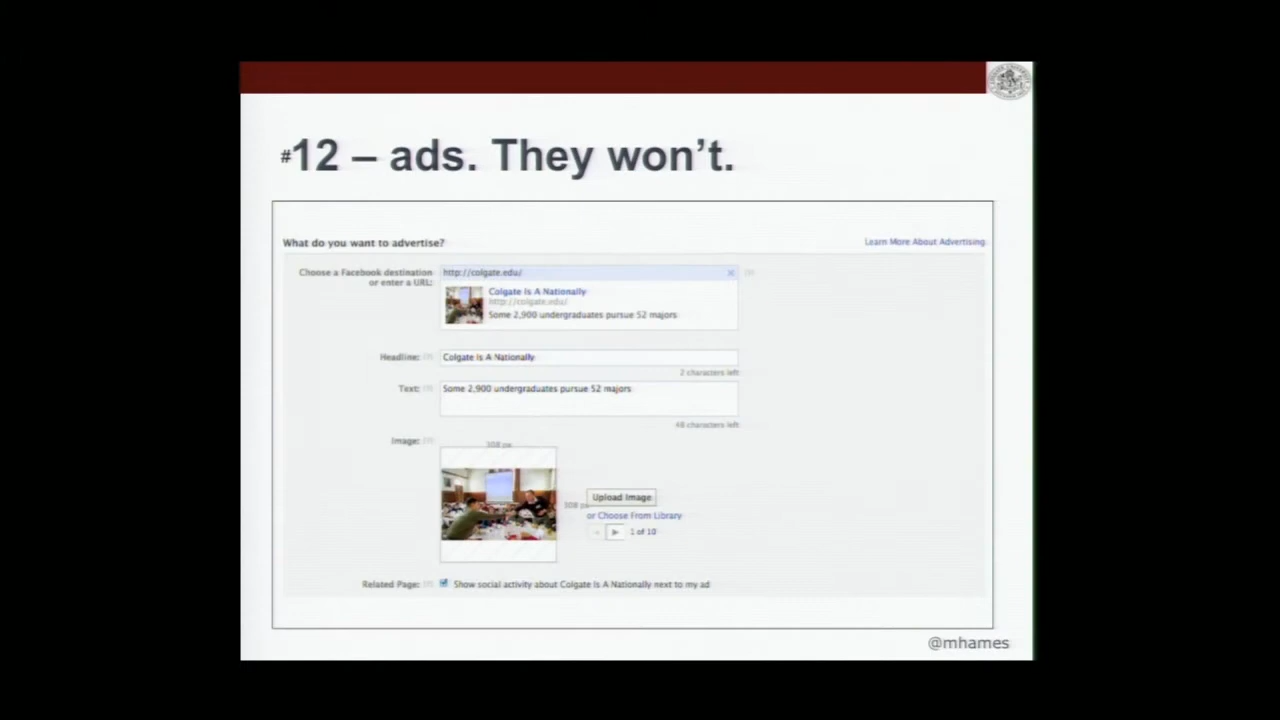 #12 – ads. They won't.
What do you want to advertise?
Learn More About Advertising
Choose a Facebook destination
or enter a URL:
http://colgate.edu/
Colgate Is A Nationally
http://colgate.edu/
Some 2,900 undergraduates pursue 52 majors
Headline: [?] Colgate Is A Nationally
2 characters left
Text: [?] Some 2,900 undergraduates pursue 52 majors
48 characters left
Image: [?]
308 px
308 px
Upload Image
or Choose From Library
1 of 10
Related Page: [?] Show social activity about Colgate Is A Nationally next to my ad
@mhames